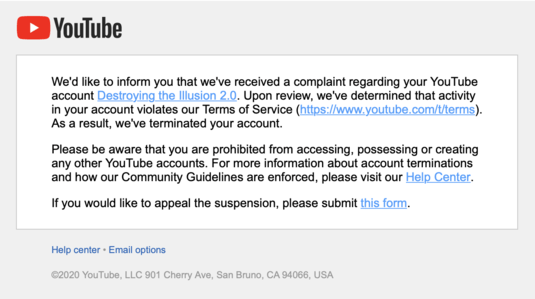 YouTube
We'd like to inform you that we've received a complaint regarding your YouTube
account Destroying the Illusion 2.0. Upon review, we've determined that activity
in your account violates our Terms of Service (https://www.youtube.com/t/terms).
As a result, we've terminated your account.
Please be aware that you are prohibited from accessing, possessing or creating
any other YouTube accounts. For more information about account terminations
and how our Community Guidelines are enforced, please visit our Help Center.
If you would like to appeal the suspension, please submit this form.
Help center • Email options
©2020 YouTube, LLC 901 Cherry Ave, San Bruno, CA 94066, USA